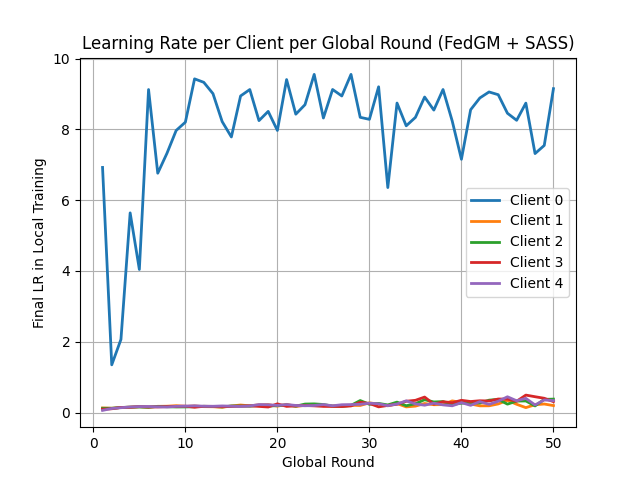 Learning Rate per Client per Global Round (FedGM + SASS)
10
8
6
4
2
0
Final LR in Local Training
Client 0
Client 1
Client 2
Client 3
Client 4
0 10 20 30 40 50
Global Round